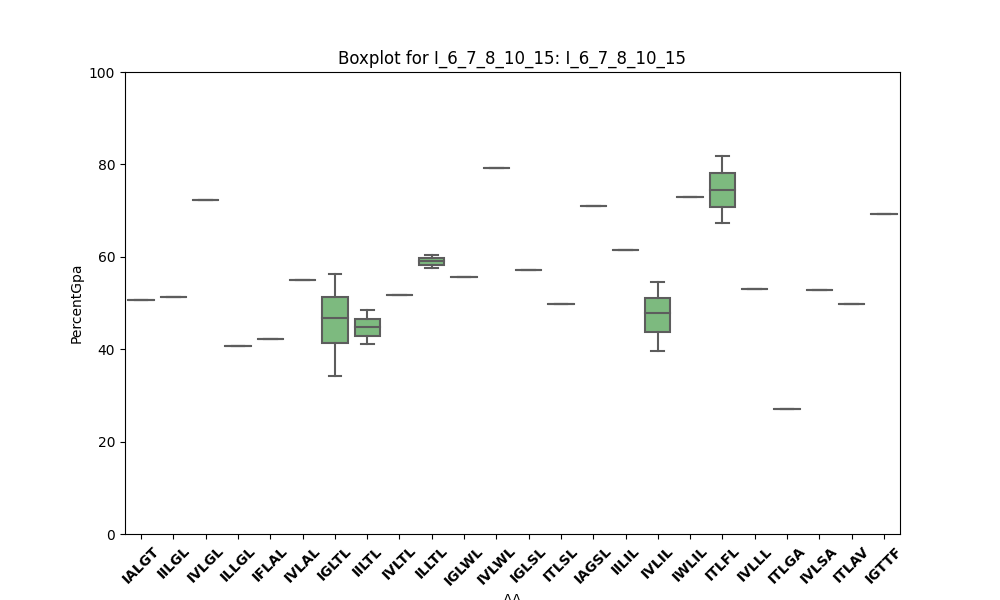 Boxplot for I_6_7_8_10_15: I_6_7_8_10_15
PercentGpa
100
80
60
40
20
0
IALGT
IILGL
IVLGL
ILLGL
IFLAL
IVLAL
IGLTL
IILTL
IVLTL
ILLTL
IGLWL
IVLWL
IGLSL
ITLSL
IAGSL
IILIL
IVLIL
IWLIL
ITLFL
IVLLL
ITLGA
IVLSA
ITLAV
IGTTF
AA